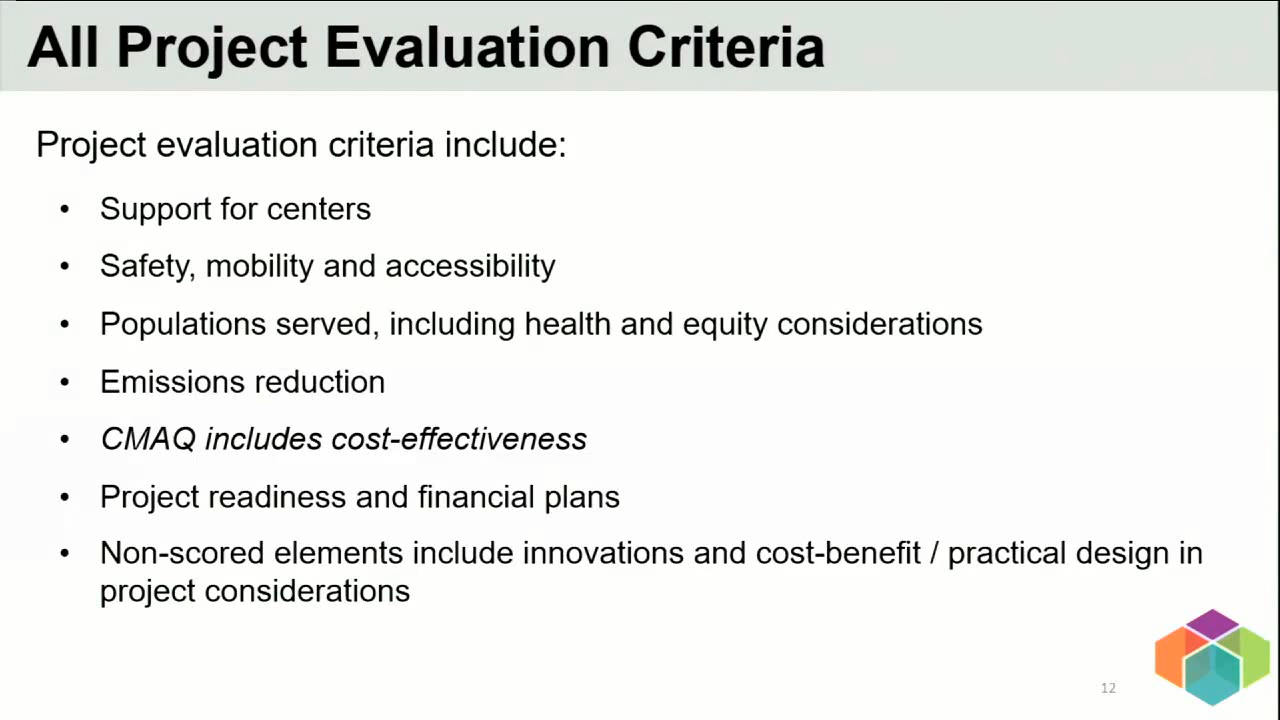 All Project Evaluation Criteria
Project evaluation criteria include:
• Support for centers
• Safety, mobility and accessibility
• Populations served, including health and equity considerations
• Emissions reduction
• CMAQ includes cost-effectiveness
• Project readiness and financial plans
• Non-scored elements include innovations and cost-benefit / practical design in
project considerations
12